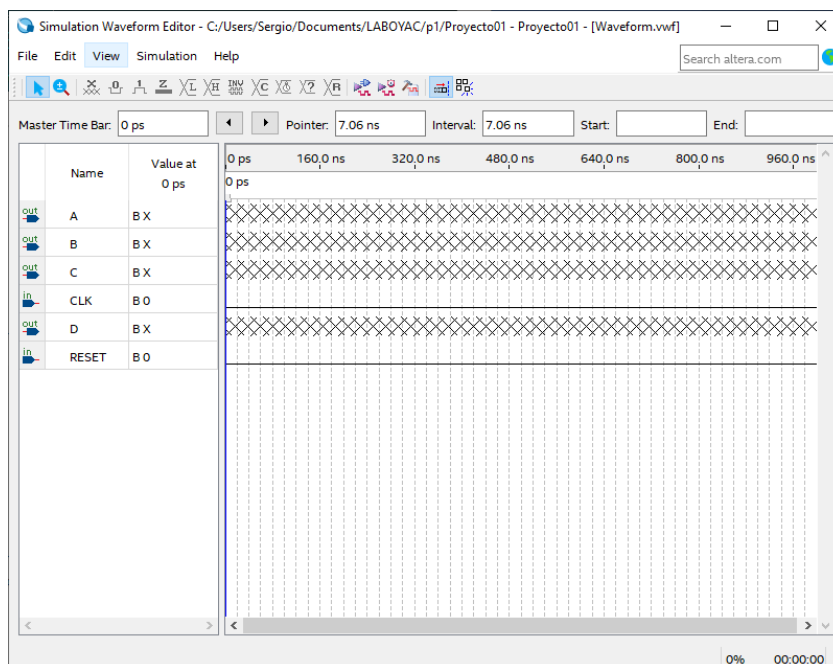 Simulation Waveform Editor - C:/Users/Sergio/Documents/LABOYAC/p1/Proyecto01 - Proyecto01 - [Waveform.vwf]
File Edit View Simulation Help
Search altera.com
Master Time Bar: 0 ps Pointer: 7.06 ns Interval: 7.06 ns Start: End:
Name Value at 0 ps
0 ps 160.0 ns 320.0 ns 480.0 ns 640.0 ns 800.0 ns 960.0 ns
0 ps
out A B X
out B B X
out C B X
in CLK B 0
out D B X
in RESET B 0
0% 00:00:00